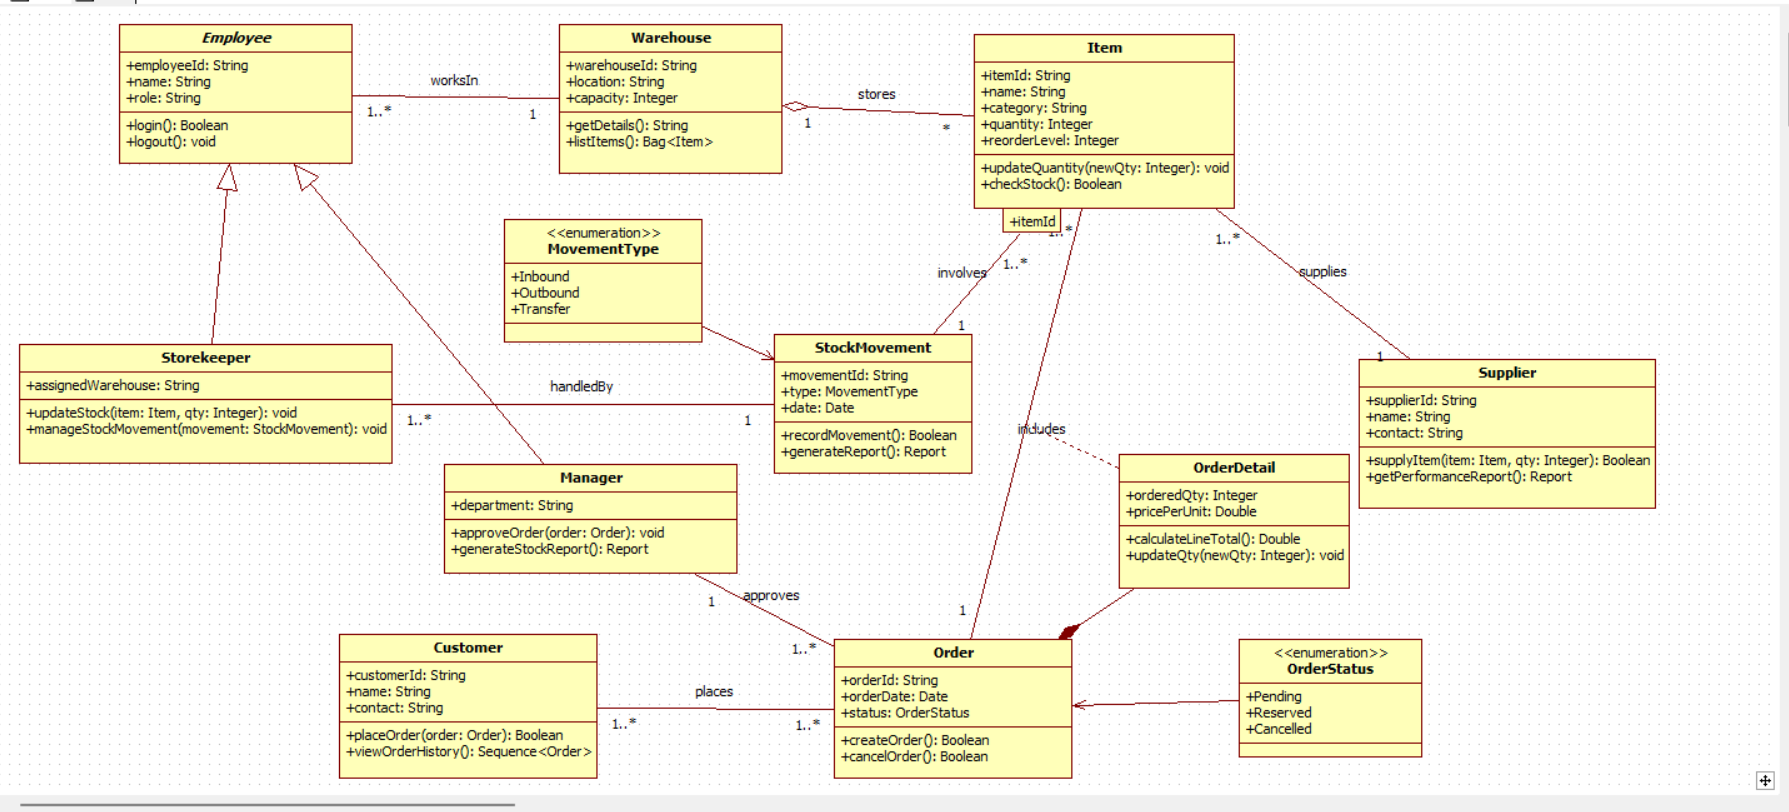 Employee
+employeeId: String
+name: String
+role: String
+login(): Boolean
+logout(): void
worksIn
1..*
1
Warehouse
+warehouseId: String
+location: String
+capacity: Integer
+getDetails(): String
+listItems(): Bag<Item>
stores
1
*
Item
+itemId: String
+name: String
+category: String
+quantity: Integer
+reorderLevel: Integer
+updateQuantity(newQty: Integer): void
+checkStock(): Boolean
+itemId
1..*
1..*
1..*
<<enumeration>>
MovementType
+Inbound
+Outbound
+Transfer
involves
1
supplies
1
Storekeeper
+assignedWarehouse: String
+updateStock(item: Item, qty: Integer): void
+manageStockMovement(movement: StockMovement): void
handledBy
1..*
1
StockMovement
+movementId: String
+type: MovementType
+date: Date
+recordMovement(): Boolean
+generateReport(): Report
Supplier
+supplierId: String
+name: String
+contact: String
+supplyItem(item: Item, qty: Integer): Boolean
+getPerformanceReport(): Report
includes
OrderDetail
+orderedQty: Integer
+pricePerUnit: Double
+calculateLineTotal(): Double
+updateQty(newQty: Integer): void
Manager
+department: String
+approveOrder(order: Order): void
+generateStockReport(): Report
1
approves
1..*
1
Customer
+customerId: String
+name: String
+contact: String
+placeOrder(order: Order): Boolean
+viewOrderHistory(): Sequence<Order>
places
1..*
1..*
Order
+orderId: String
+orderDate: Date
+status: OrderStatus
+createOrder(): Boolean
+cancelOrder(): Boolean
<<enumeration>>
OrderStatus
+Pending
+Reserved
+Cancelled